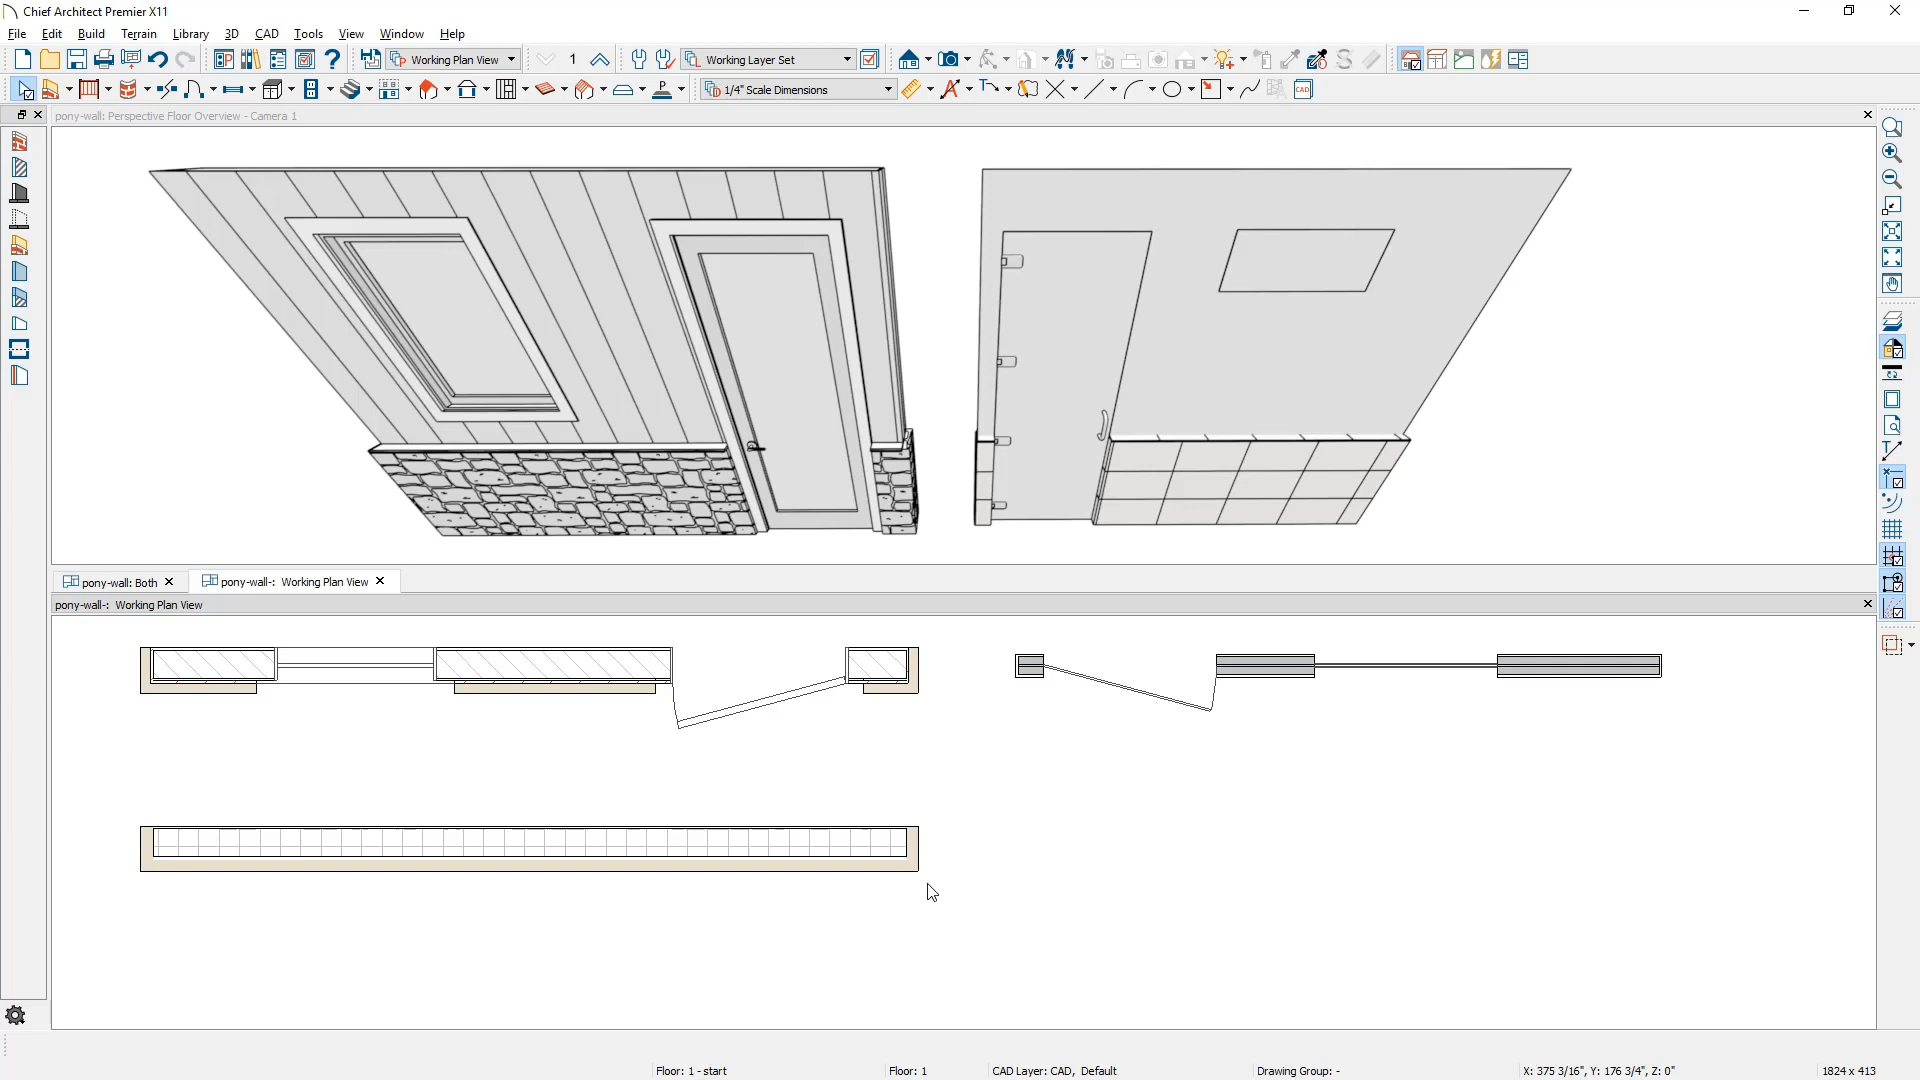 Chief Architect Premier X11
File Edit Build Terrain Library 3D CAD Tools View Window Help
Working Plan View 1 Working Layer Set
1/4" Scale Dimensions CAD
pony-wall: Perspective Floor Overview - Camera 1
pony-wall: Both pony-wall-: Working Plan View
pony-wall-: Working Plan View
Floor: 1 - start Floor: 1 CAD Layer: CAD, Default Drawing Group: - X: 375 3/16", Y: 176 3/4", Z: 0" 1824 x 413